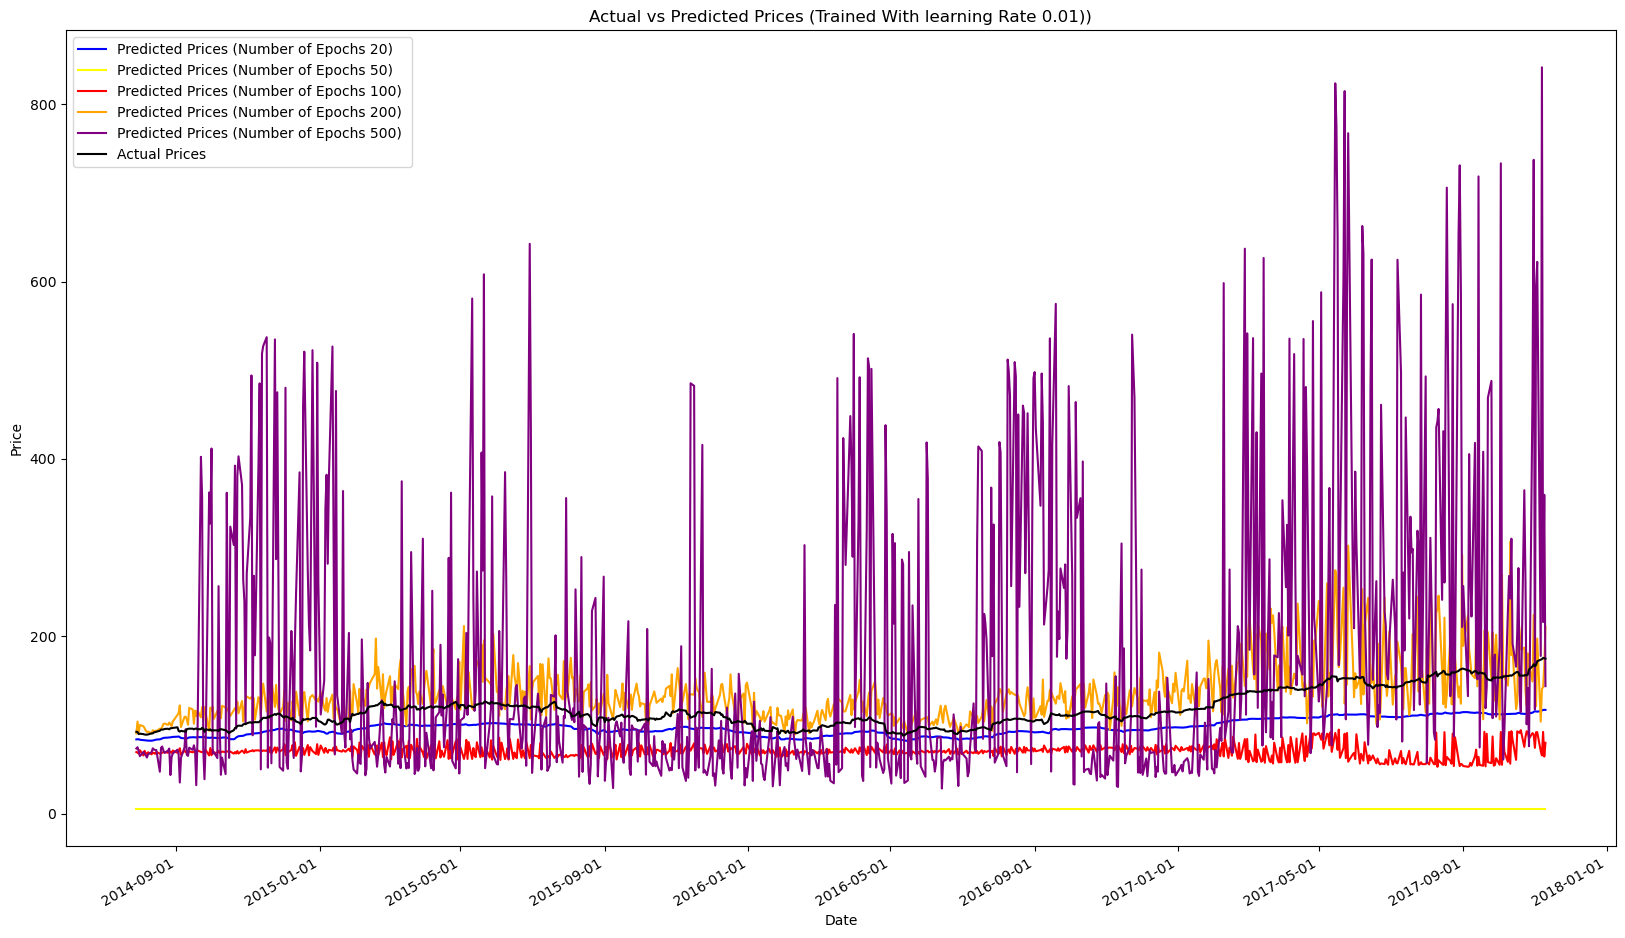 Actual vs Predicted Prices (Trained With learning Rate 0.01))
Predicted Prices (Number of Epochs 20)
Predicted Prices (Number of Epochs 50)
Predicted Prices (Number of Epochs 100)
Predicted Prices (Number of Epochs 200)
Predicted Prices (Number of Epochs 500)
Actual Prices
800
600
400
200
0
Price
2014-09-01
2015-01-01
2015-05-01
2015-09-01
2016-01-01
2016-05-01
2016-09-01
2017-01-01
2017-05-01
2017-09-01
2018-01-01
Date